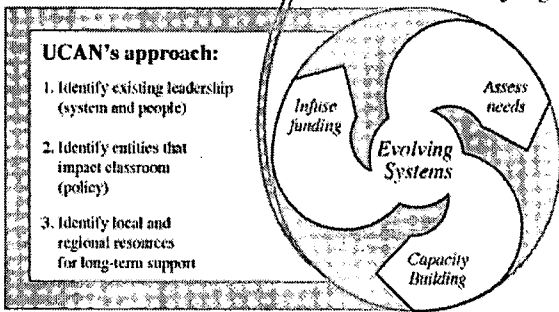 UCAN's approach:
1. Identify existing leadership
(system and people)
2. Identify entities that
impact classroom
(policy)
3. Identify local and
regional resources
for long-term support
Infuse
funding
Assess
needs
Evolving
Systems
Capacity
Building